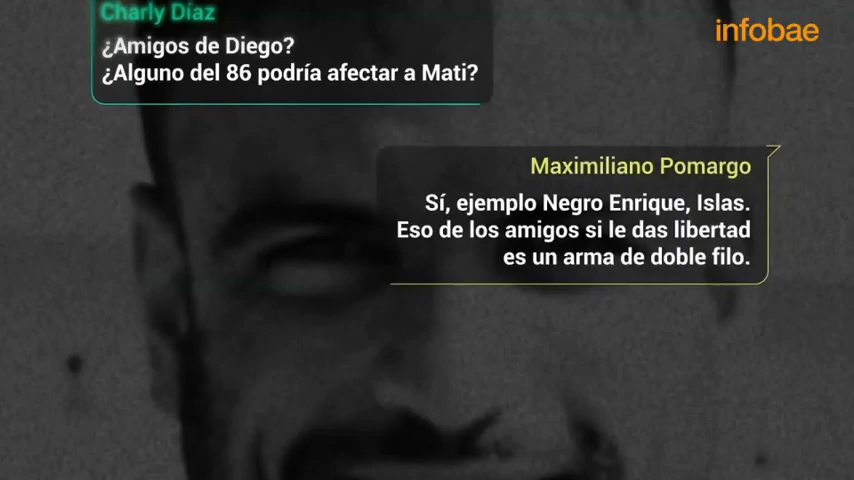 Charly Díaz
infobae
¿Amigos de Diego?
¿Alguno del 86 podría afectar a Mati?
Maximiliano Pomargo
Sí, ejemplo Negro Enrique, Islas.
Eso de los amigos si le das libertad
es un arma de doble filo.